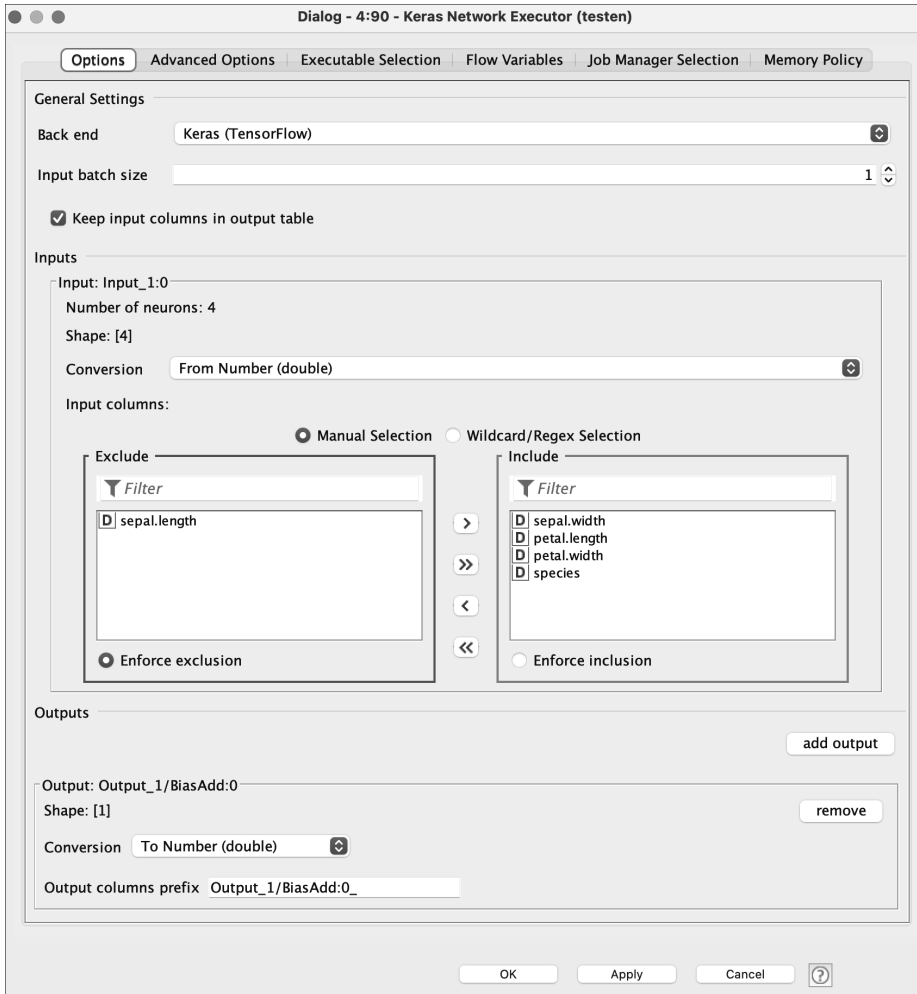 Dialog - 4:90 - Keras Network Executor (testen)
Options Advanced Options Executable Selection Flow Variables Job Manager Selection Memory Policy
General Settings
Back end Keras (TensorFlow)
Input batch size 1
Keep input columns in output table
Inputs
Input: Input_1:0
Number of neurons: 4
Shape: [4]
Conversion From Number (double)
Input columns:
Manual Selection Wildcard/Regex Selection
Exclude Include
Filter Filter
D sepal.length D sepal.width
D petal.length
D petal.width
D species
Enforce exclusion Enforce inclusion
Outputs
add output
Output: Output_1/BiasAdd:0
Shape: [1] remove
Conversion To Number (double)
Output columns prefix Output_1/BiasAdd:0_
OK Apply Cancel ?